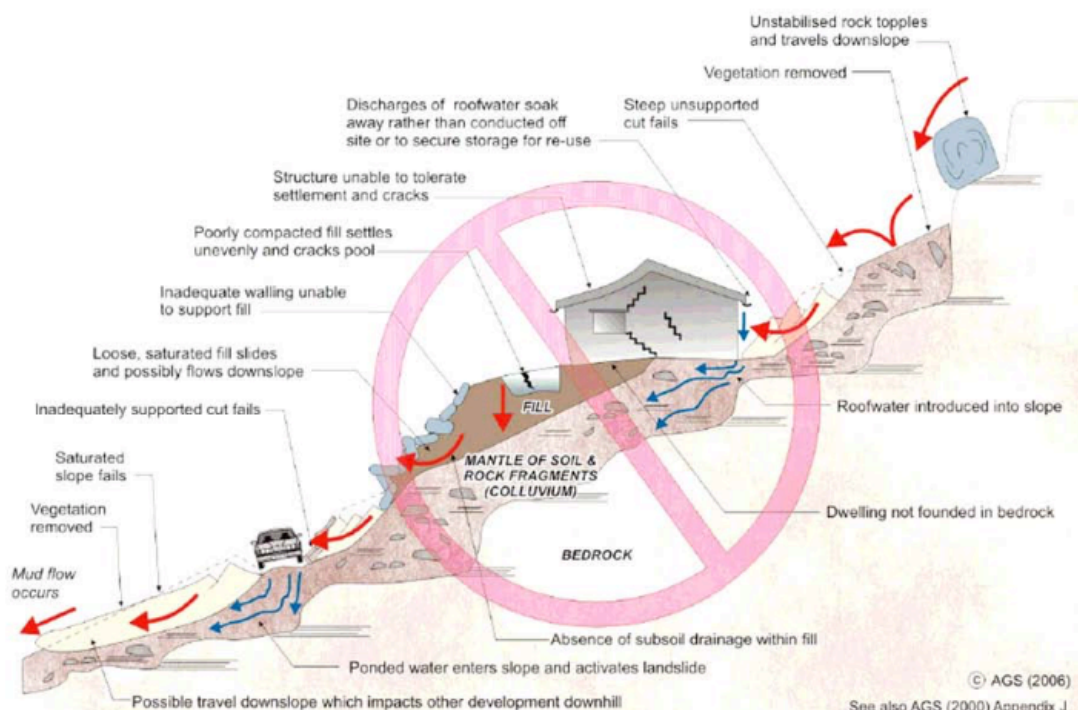 Unstabilised rock topples
and travels downslope
Vegetation removed
Discharges of roofwater soak
away rather than conducted off
site or to secure storage for re-use
Steep unsupported
cut fails
Structure unable to tolerate
settlement and cracks
Poorly compacted fill settles
unevenly and cracks pool
Inadequate walling unable
to support fill
Loose, saturated fill slides
and possibly flows downslope
Inadequately supported cut fails
Roofwater introduced into slope
FILL
Saturated
slope fails
MANTLE OF SOIL &
ROCK FRAGMENTS
(COLLUVIUM)
Vegetation
removed
Dwelling not founded in bedrock
BEDROCK
Mud flow
occurs
Absence of subsoil drainage within fill
Ponded water enters slope and activates landslide
Possible travel downslope which impacts other development downhill
© AGS (2006)
See also AGS (2000) Appendix J